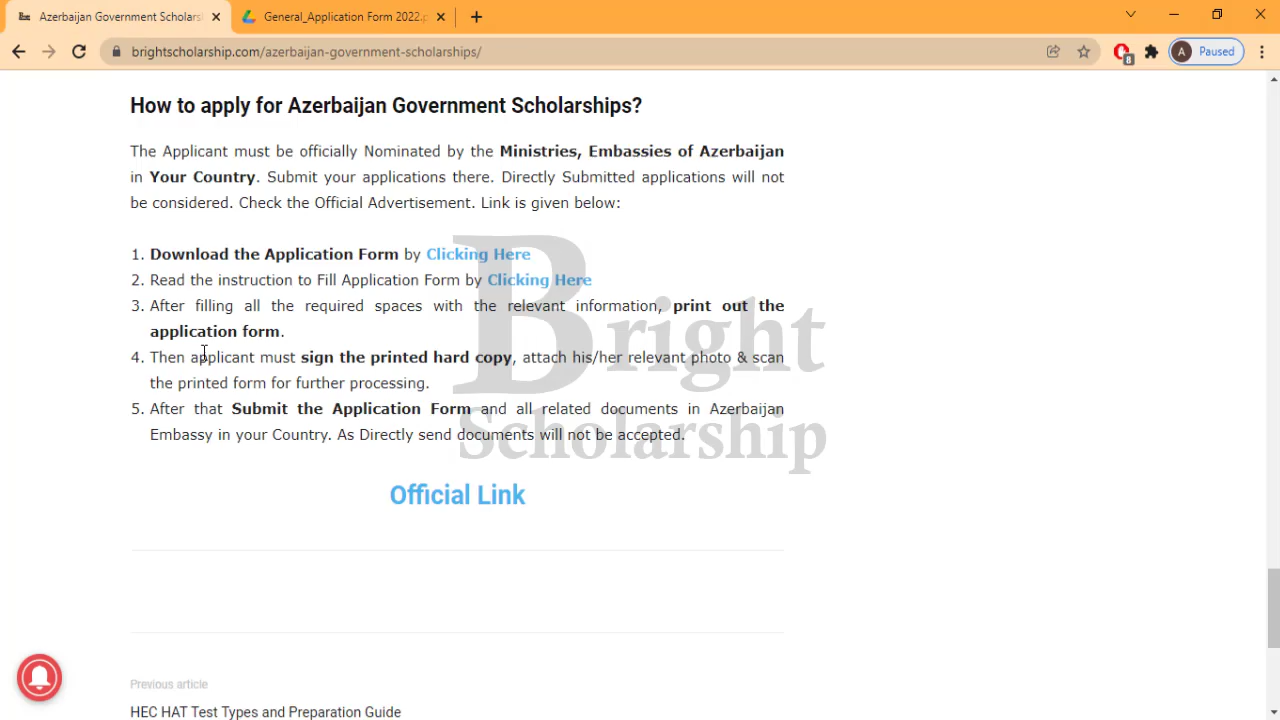 Azerbaijan Government Scholars
General_Application Form 2022.p
brightscholarship.com/azerbaijan-government-scholarships/
8
A Paused
How to apply for Azerbaijan Government Scholarships?
The Applicant must be officially Nominated by the Ministries, Embassies of Azerbaijan
in Your Country. Submit your applications there. Directly Submitted applications will not
be considered. Check the Official Advertisement. Link is given below:
1. Download the Application Form by Clicking Here
2. Read the instruction to Fill Application Form by Clicking Here
3. After filling all the required spaces with the relevant information, print out the
application form.
4. Then applicant must sign the printed hard copy, attach his/her relevant photo & scan
the printed form for further processing).
5. After that Submit the Application Form and all related documents in Azerbaijan
Embassy in your Country. As Directly send documents will not be accepted.
Bright
Scholarship
Official Link
Previous article
HEC HAT Test Types and Preparation Guide